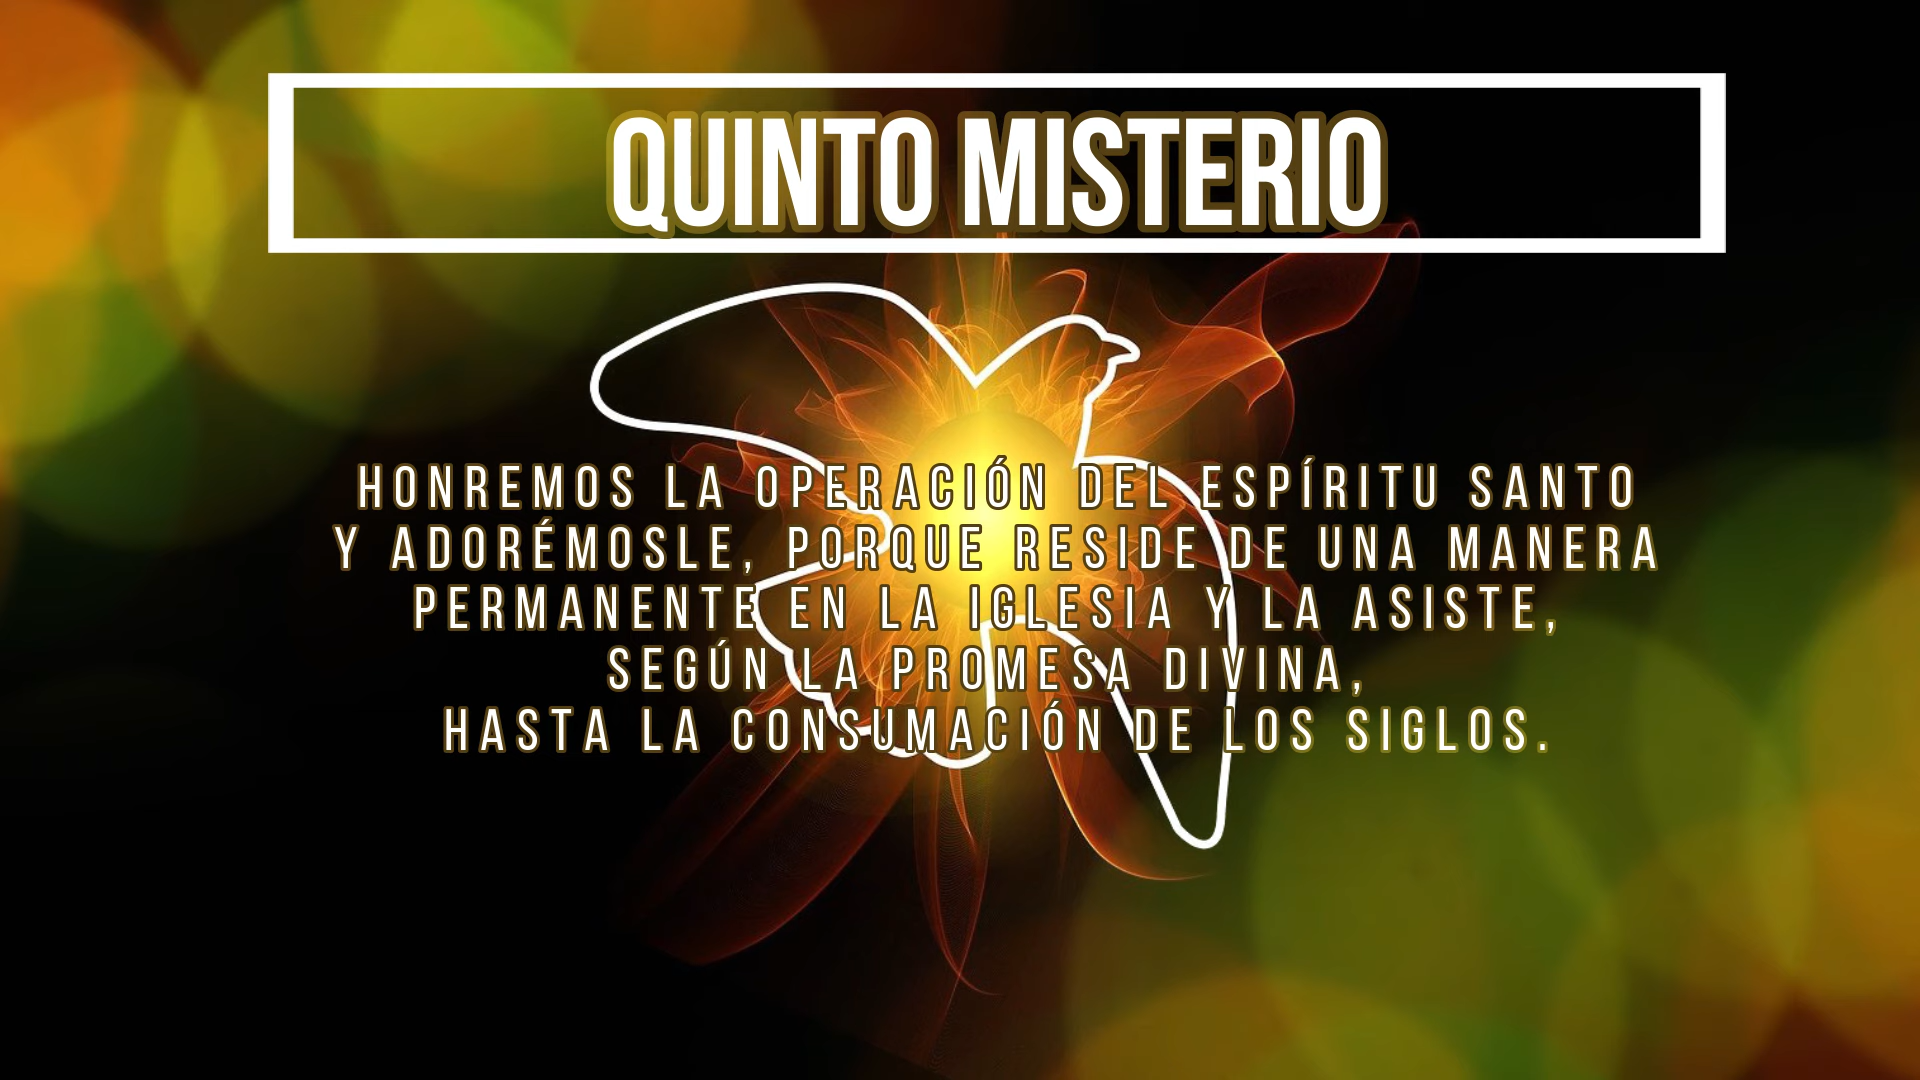 QUINTO MISTERIO
HONREMOS LA OPERACIÓN DEL ESPÍRITU SANTO
Y ADORÉMOSLE, PORQUE RESIDE DE UNA MANERA
PERMANENTE EN LA IGLESIA Y LA ASISTE,
SEGÚN LA PROMESA DIVINA,
HASTA LA CONSUMACIÓN DE LOS SIGLOS.